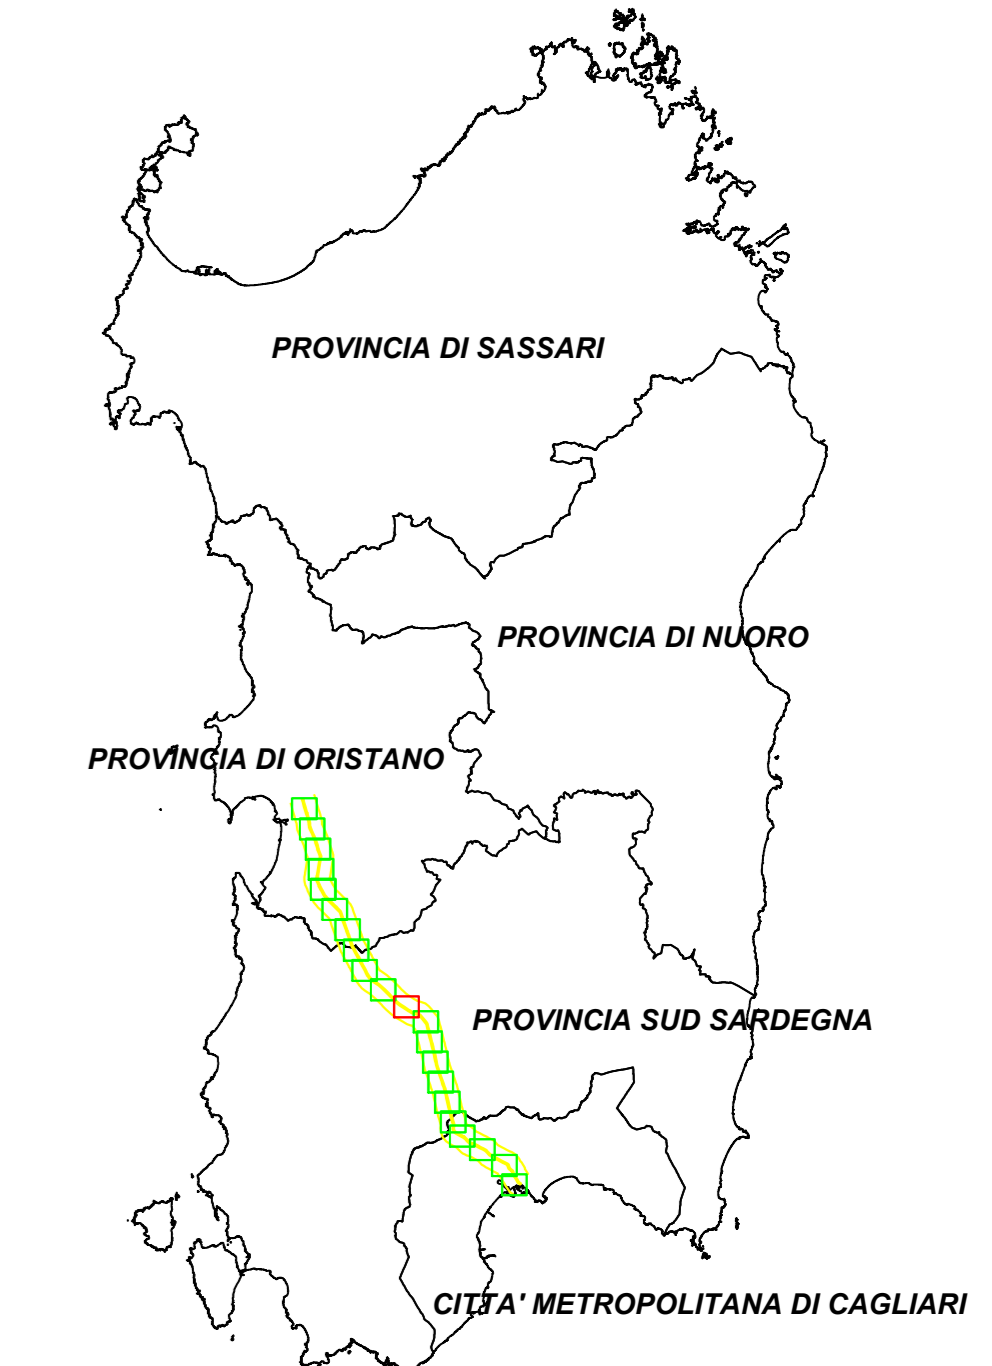 PROVINCIA DI SASSARI
PROVINCIA DI NUORO
PROVINCIA DI ORISTANO
PROVINCIA SUD SARDEGNA
CITTA' METROPOLITANA DI CAGLIARI